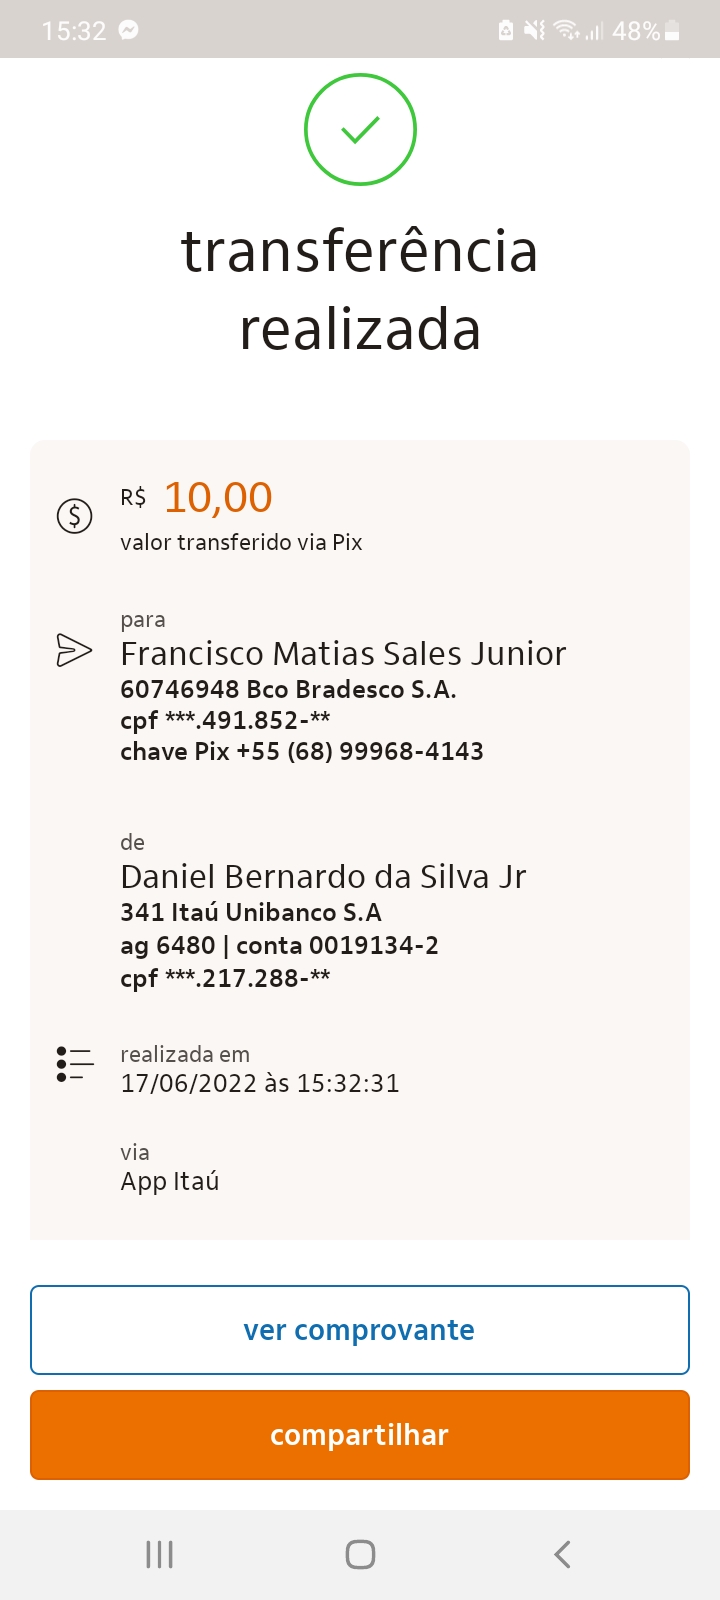 15:32 48%
transferência
realizada
R$ 10,00
valor transferido via Pix
para
Francisco Matias Sales Junior
60746948 Bco Bradesco S.A.
cpf ***.491.852-**
chave Pix +55 (68) 99968-4143
de
Daniel Bernardo da Silva Jr
341 Itaú Unibanco S.A
ag 6480 | conta 0019134-2
cpf ***.217.288-**
realizada em
17/06/2022 às 15:32:31
via
App Itaú
ver comprovante
compartilhar